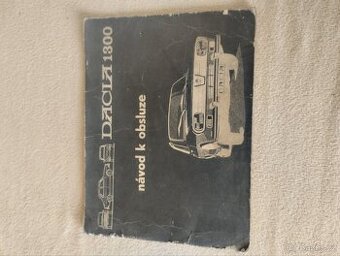 DACIA 1300
návod k obsluze